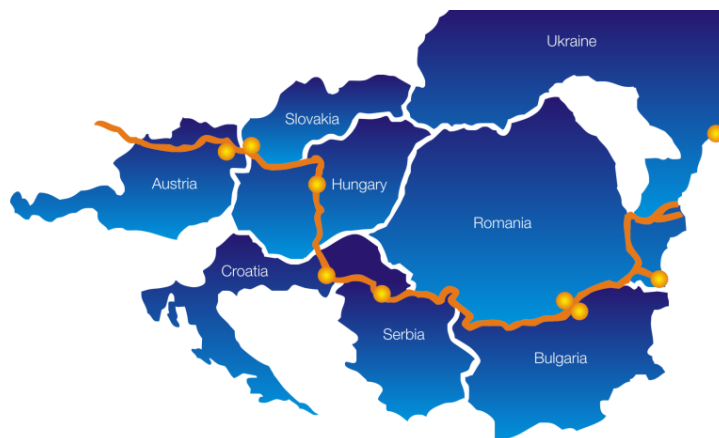 Ukraine
Slovakia
Austria
Hungary
Romania
Croatia
Serbia
Bulgaria